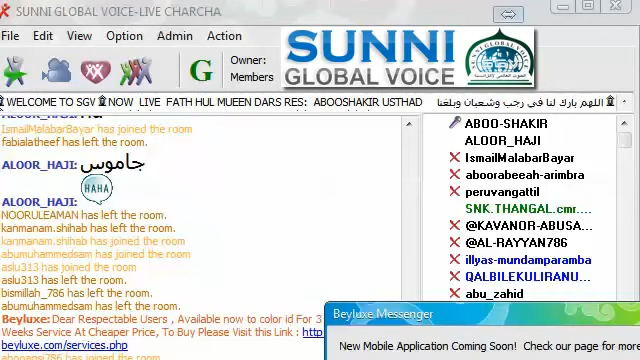 SUNNI GLOBAL VOICE-LIVE CHARCHA
File Edit View Admin Action
Owner:
Members
G
SUNNI
GLOBAL VOICE
WELCOME TO SGV NOW LIVE FATH HUL MUEEN DARS RES: ABOOSHAKIR USTHAD اللهم بارك لنا في رجب وشعبان وبلغنا
IsmailMalabarBayar has joined the room
fabialatheef has left the room.
ALOOR_HAJI: جاموس
HAHA
ALOOR_HAJI:
NOORULEAMAN has left the room.
kanmanam.shihab has left the room.
kanmanam.shihab has joined the room
abumuhammedsam has joined the room
aslu313 has joined the room
aslu313 has left the room.
bismillah_786 has left the room.
abumuhammedsam has left the room.
Beyluxe: Dear Respectable Users , Available now to color id For 3
Weeks Service At Cheaper Price, To Buy Please Visit this Link : http
beyluxe.com/services.php
ABOO-SHAKIR
ALOOR_HAJI
IsmailMalabarBayar
aboorabeeah-arimbra
peruvangattil
SNK.THANGAL.cmr....
@KAVANOR-ABUSA...
@AL-RAYYAN786
illyas-mundamparamba
QALBILEKULIRANU...
abu_zahid
Beyluxe Messenger
New Mobile Application Coming Soon! Check our page for more